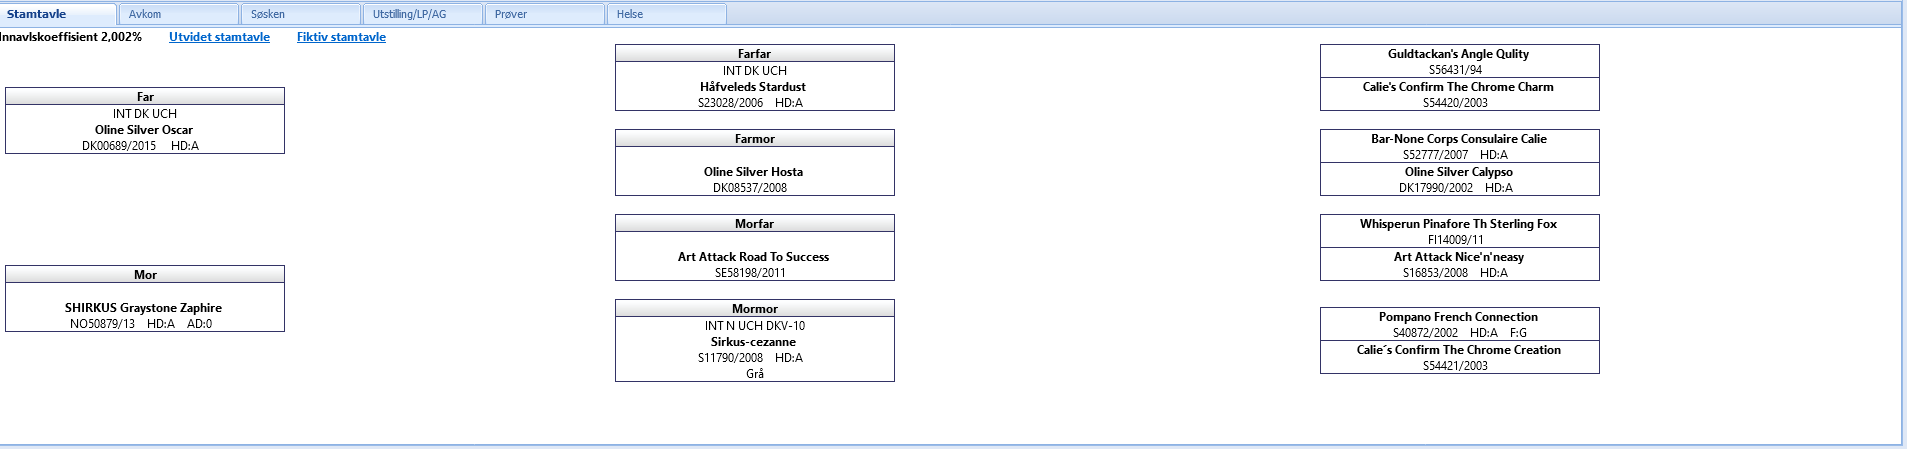 Stamtavle
Avkom
Søsken
Utstilling/LP/AG
Prøver
Helse
Innavlskoeffisient 2,002%
Utvidet stamtavle
Fiktiv stamtavle
Far
INT DK UCH
Oline Silver Oscar
DK00689/2015 HD:A
Mor
SHIRKUS Graystone Zaphire
NO50879/13 HD:A AD:0
Farfar
INT DK UCH
Håfveleds Stardust
S23028/2006 HD:A
Farmor
Oline Silver Hosta
DK08537/2008
Morfar
Art Attack Road To Success
SE58198/2011
Mormor
INT N UCH DKV-10
Sirkus-cezanne
S11790/2008 HD:A
Grå
Guldtackan's Angle Qulity
S56431/94
Calie's Confirm The Chrome Charm
S54420/2003
Bar-None Corps Consulaire Calie
S52777/2007 HD:A
Oline Silver Calypso
DK17990/2002 HD:A
Whisperun Pinafore Th Sterling Fox
FI14009/11
Art Attack Nice'n'neasy
S16853/2008 HD:A
Pompano French Connection
S40872/2002 HD:A F:G
Calie´s Confirm The Chrome Creation
S54421/2003